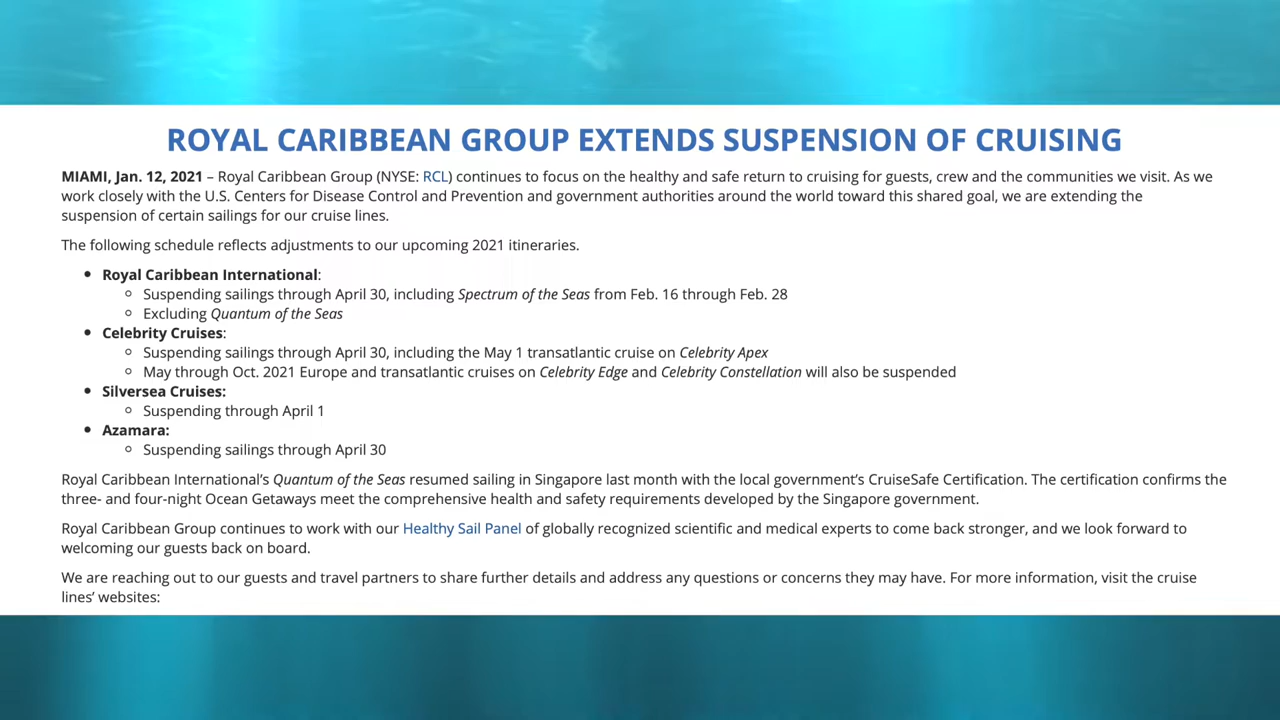 ROYAL CARIBBEAN GROUP EXTENDS SUSPENSION OF CRUISING
MIAMI, Jan. 12, 2021 – Royal Caribbean Group (NYSE: RCL) continues to focus on the healthy and safe return to cruising for guests, crew and the communities we visit. As we
work closely with the U.S. Centers for Disease Control and Prevention and government authorities around the world toward this shared goal, we are extending the
suspension of certain sailings for our cruise lines.
The following schedule reflects adjustments to our upcoming 2021 itineraries.
• Royal Caribbean International:
◦ Suspending sailings through April 30, including Spectrum of the Seas from Feb. 16 through Feb. 28
◦ Excluding Quantum of the Seas
• Celebrity Cruises:
◦ Suspending sailings through April 30, including the May 1 transatlantic cruise on Celebrity Apex
◦ May through Oct. 2021 Europe and transatlantic cruises on Celebrity Edge and Celebrity Constellation will also be suspended
• Silversea Cruises:
◦ Suspending through April 1
• Azamara:
◦ Suspending sailings through April 30
Royal Caribbean International's Quantum of the Seas resumed sailing in Singapore last month with the local government's CruiseSafe Certification. The certification confirms the
three- and four-night Ocean Getaways meet the comprehensive health and safety requirements developed by the Singapore government.
Royal Caribbean Group continues to work with our Healthy Sail Panel of globally recognized scientific and medical experts to come back stronger, and we look forward to
welcoming our guests back on board.
We are reaching out to our guests and travel partners to share further details and address any questions or concerns they may have. For more information, visit the cruise
lines' websites: